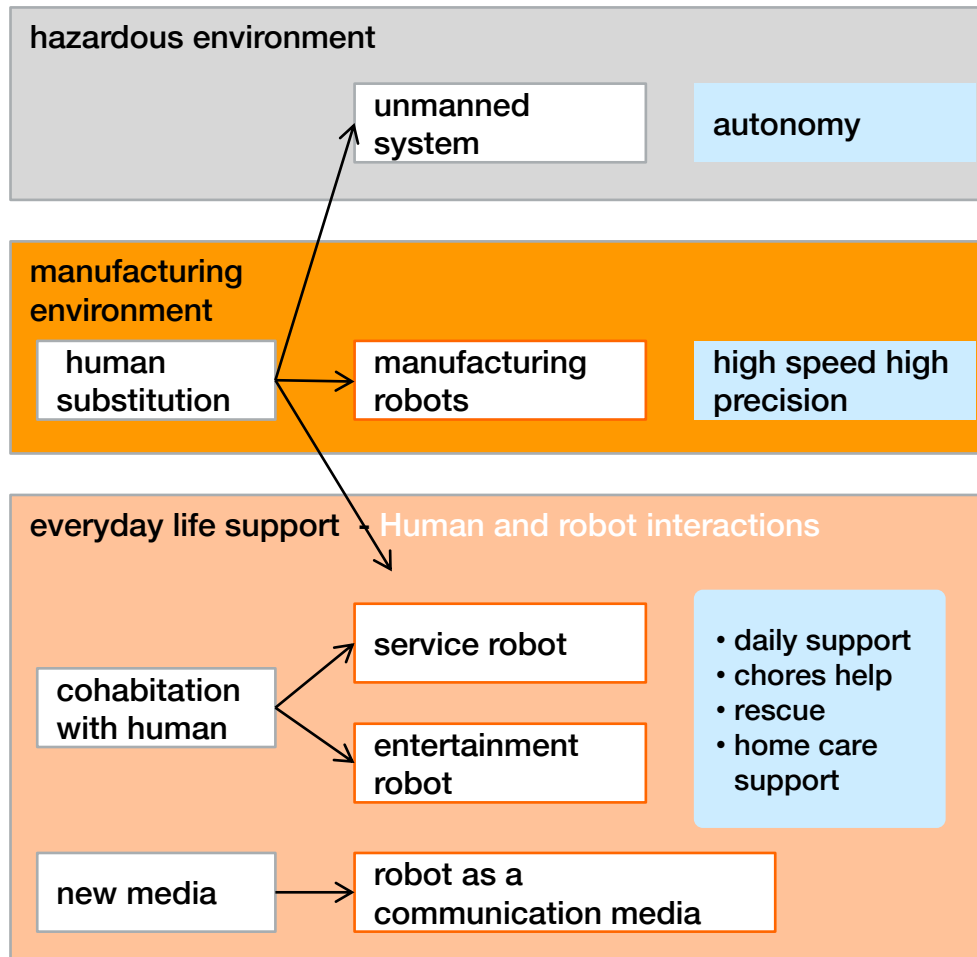 hazardous environment
unmanned
system
autonomy
manufacturing
environment
human
substitution
manufacturing
robots
high speed high
precision
everyday life support - Human and robot interactions
service robot
cohabitation
with human
entertainment
robot
• daily support
• chores help
• rescue
• home care
support
new media
robot as a
communication media